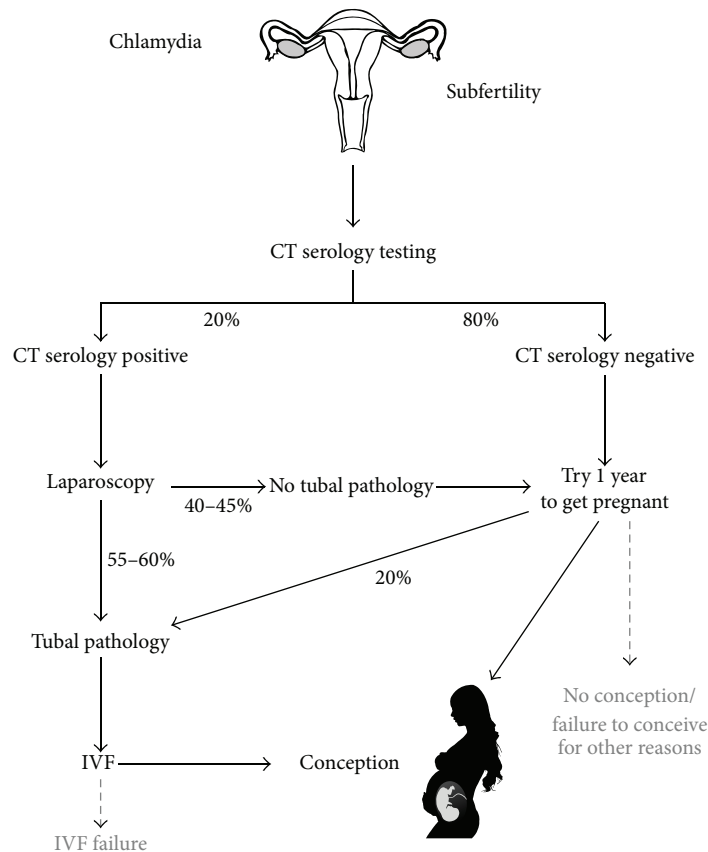 Chlamydia
Subfertility
CT serology testing
20%
80%
CT serology positive
CT serology negative
Laparoscopy
40–45%
No tubal pathology
Try 1 year
to get pregnant
55–60%
20%
Tubal pathology
No conception/
failure to conceive
for other reasons
IVF
Conception
IVF failure